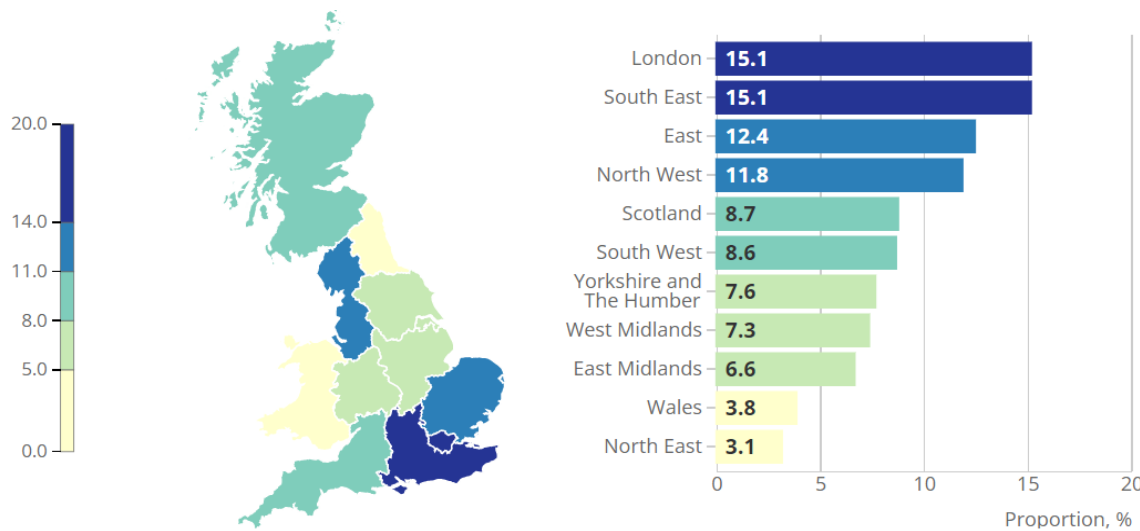 20.0
14.0
11.0
8.0
5.0
0.0
London 15.1
South East 15.1
East 12.4
North West 11.8
Scotland 8.7
South West 8.6
Yorkshire and
The Humber 7.6
West Midlands 7.3
East Midlands 6.6
Wales 3.8
North East 3.1
0 5 10 15 20
Proportion, %